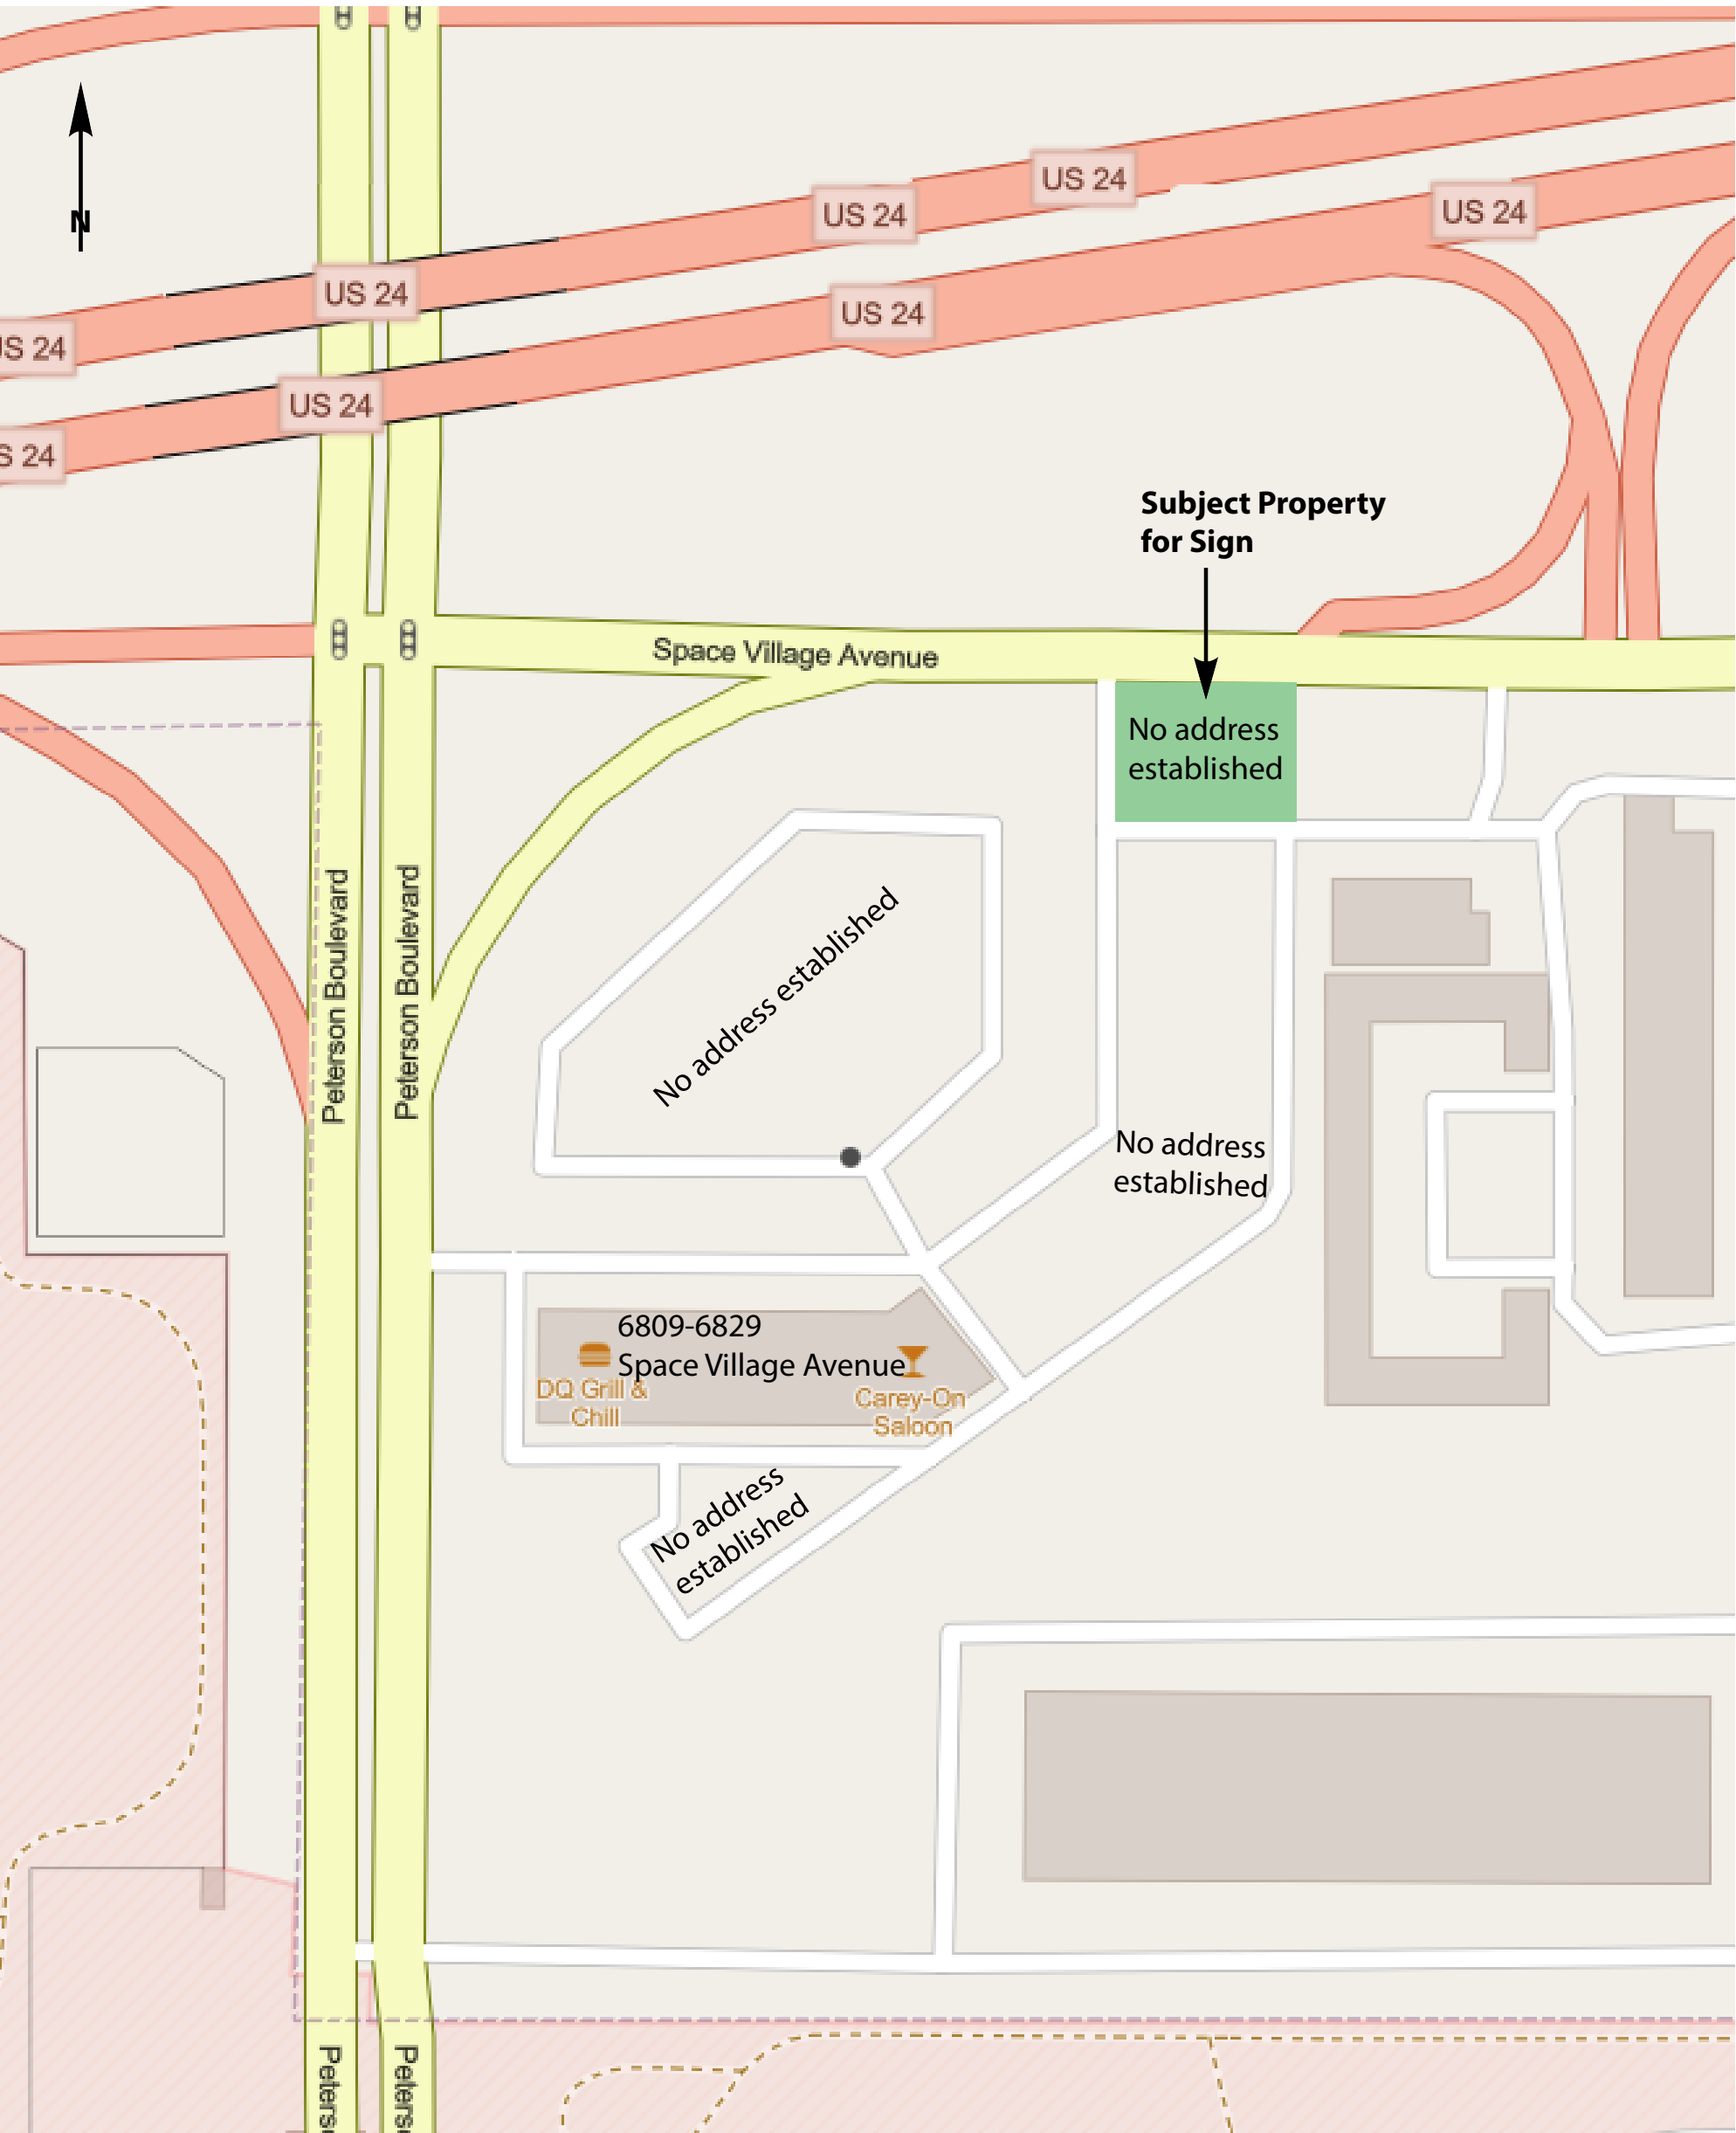 US 24
US 24
US 24
US 24
US 24
US 24
US 24
S 24
N
Subject Property
for Sign
Space Village Avenue
No address
established
Peterson Boulevard
Peterson Boulevard
No address established
No address
established
6809-6829
Space Village Avenue
DQ Grill &
Chill
Carey-On
Saloon
No address
established
Peterso
Peterso